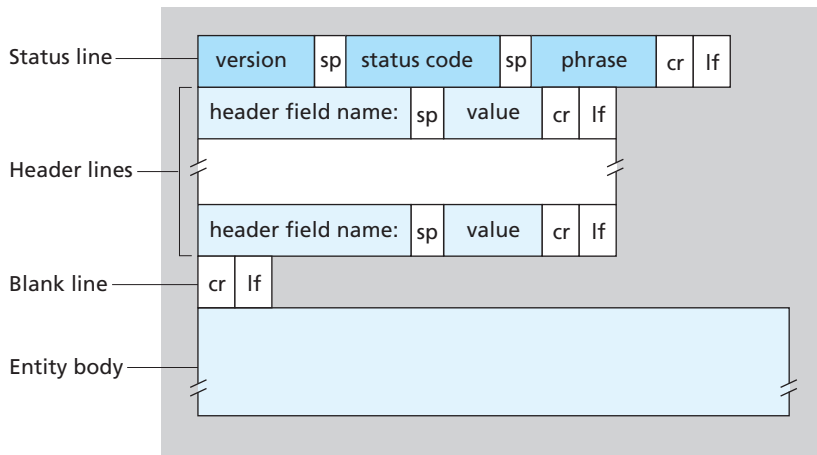 Status line version sp status code sp phrase cr lf
header field name: sp value cr lf
Header lines
header field name: sp value cr lf
Blank line cr lf
Entity body